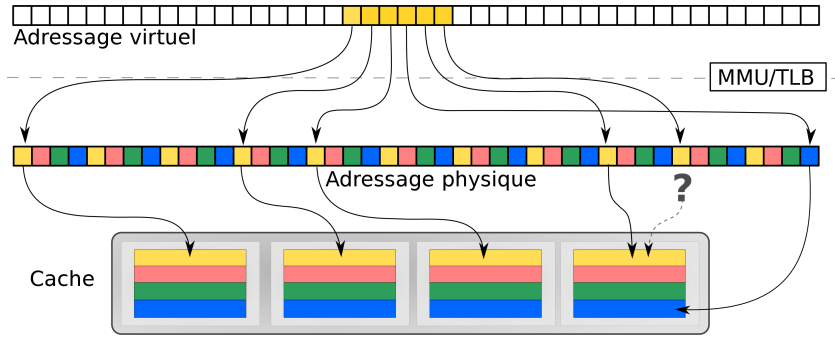 Adressage virtuel
MMU/TLB
Adressage physique
?
Cache